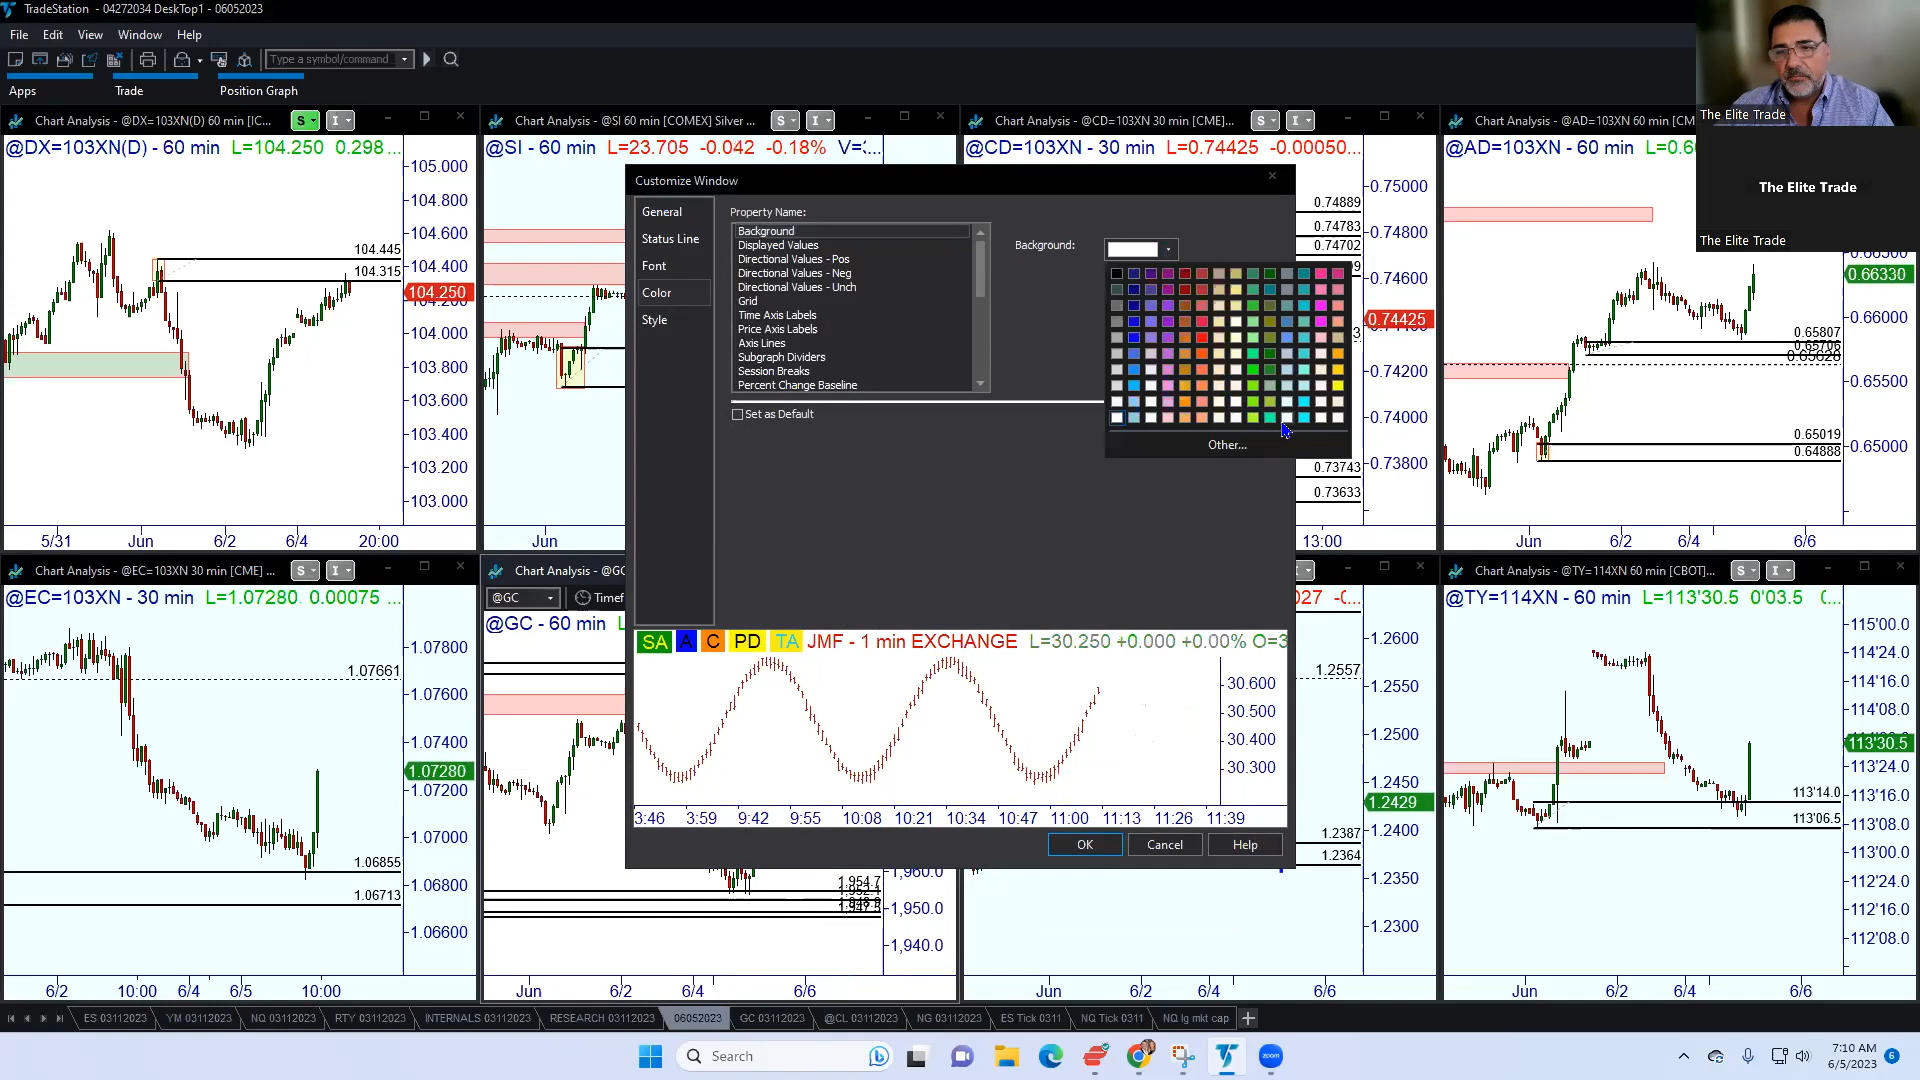 TradeStation - 04272034 DeskTop1 - 06052023
File Edit View Window Help
Type a symbol/command
Apps Trade Position Graph
The Elite Trade
The Elite Trade
The Elite Trade
Chart Analysis - @DX=103XN(D) 60 min [IC... S I
@DX=103XN(D) - 60 min L=104.250 0.298 ...
105.000
104.800
104.600
104.445
104.400
104.315
104.250
104.000
103.800
103.600
103.400
103.200
103.000
5/31 Jun 6/2 6/4 20:00
Chart Analysis - @SI 60 min [COMEX] Silver ... S I
@SI - 60 min L=23.705 -0.042 -0.18%
Jun
Chart Analysis - @CD=103XN 30 min [CME]... S I
@CD=103XN - 30 min L=0.74425 -0.00050...
0.75000
0.74889
0.74800
0.74783
0.74702
0.74600
0.74425
0.74200
0.74000
0.73800
0.73743
0.73633
13:00
Chart Analysis - @AD=103XN 60 min [CM
@AD=103XN - 60 min
0.66330
0.66000
0.65807
0.65706
0.65500
0.65019
0.65000
0.64888
Jun 6/2 6/4 6/6
Customize Window
General
Status Line
Font
Color
Style
Property Name:
Background
Displayed Values
Directional Values - Pos
Directional Values - Neg
Directional Values - Unch
Grid
Time Axis Labels
Price Axis Labels
Axis Lines
Subgraph Dividers
Session Breaks
Percent Change Baseline
Set as Default
Background:
Other...
SA A C PD TA JMF - 1 min EXCHANGE L=30.250 +0.000 +0.00% O=3
30.600
30.500
30.400
30.300
3:46 3:59 9:42 9:55 10:08 10:21 10:34 10:47 11:00 11:13 11:26 11:39
OK Cancel Help
Chart Analysis - @EC=103XN 30 min [CME] ... S I
@EC=103XN - 30 min L=1.07280 0.00075 ...
1.07800
1.07661
1.07600
1.07400
1.07280
1.07200
1.07000
1.06855
1.06800
1.06713
1.06600
6/2 10:00 6/4 6/5 10:00
Chart Analysis - @GC
@GC Timef
@GC - 60 min L
1,960.0
1,954.7
1,950.0
1,947.5
1,940.0
Jun 6/2 6/4 6/6
1.2600
1.2557
1.2550
1.2500
1.2450
1.2429
1.2400
1.2387
1.2364
1.2350
1.2300
Jun 6/2 6/4 6/6
Chart Analysis - @TY=114XN 60 min [CBOT]... S I
@TY=114XN - 60 min L=113'30.5 0'03.5
115'00.0
114'24.0
114'16.0
114'08.0
113'30.5
113'24.0
113'16.0
113'14.0
113'08.0
113'06.5
113'00.0
112'24.0
112'16.0
112'08.0
Jun 6/2 6/4 6/6
ES 03112023 YM 03112023 NQ 03112023 RTY 03112023 INTERNALS 03112023 RESEARCH 03112023 06052023 GC 03112023 @CL 03112023 NG 03112023 ES Tick 0311 NQ Tick 0311 NQ lg mkt cap
Search
zoom
7:10 AM
6/5/2023
6